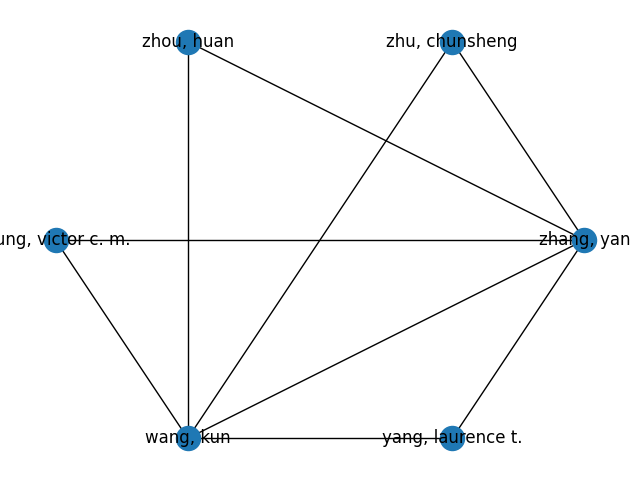 zhou, huan
zhu, chunsheng
ung, victor c. m.
zhang, yan
wang, kun
yang, laurence t.